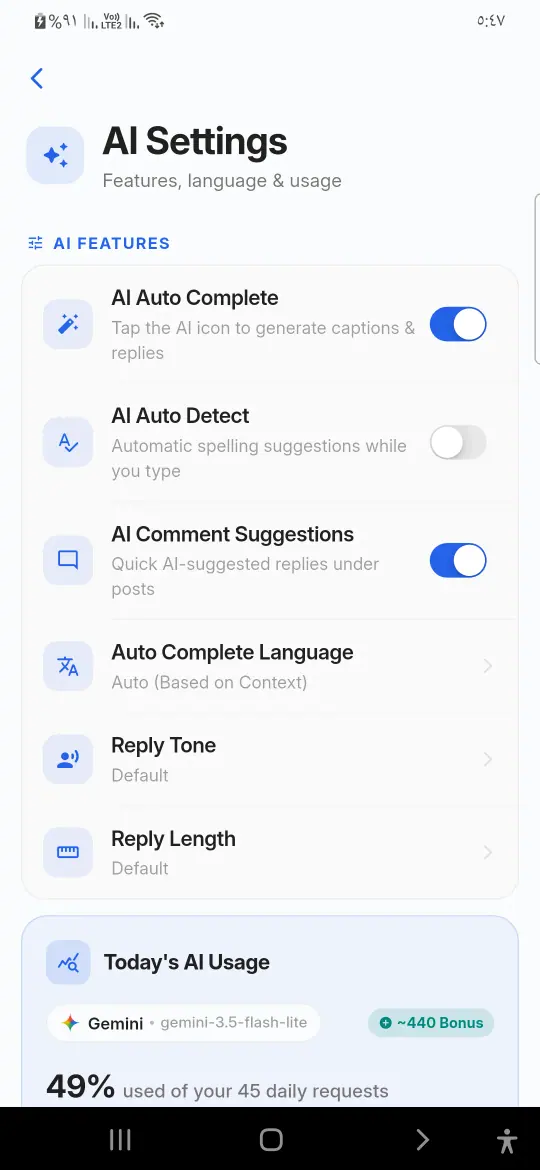 %٩١ Vo)) LTE2 ٥:٤٧
AI Settings
Features, language & usage
AI FEATURES
AI Auto Complete
Tap the AI icon to generate captions &
replies
AI Auto Detect
Automatic spelling suggestions while
you type
AI Comment Suggestions
Quick AI-suggested replies under
posts
Auto Complete Language
Auto (Based on Context)
Reply Tone
Default
Reply Length
Default
Today's AI Usage
Gemini • gemini-3.5-flash-lite ~440 Bonus
49% used of your 45 daily requests